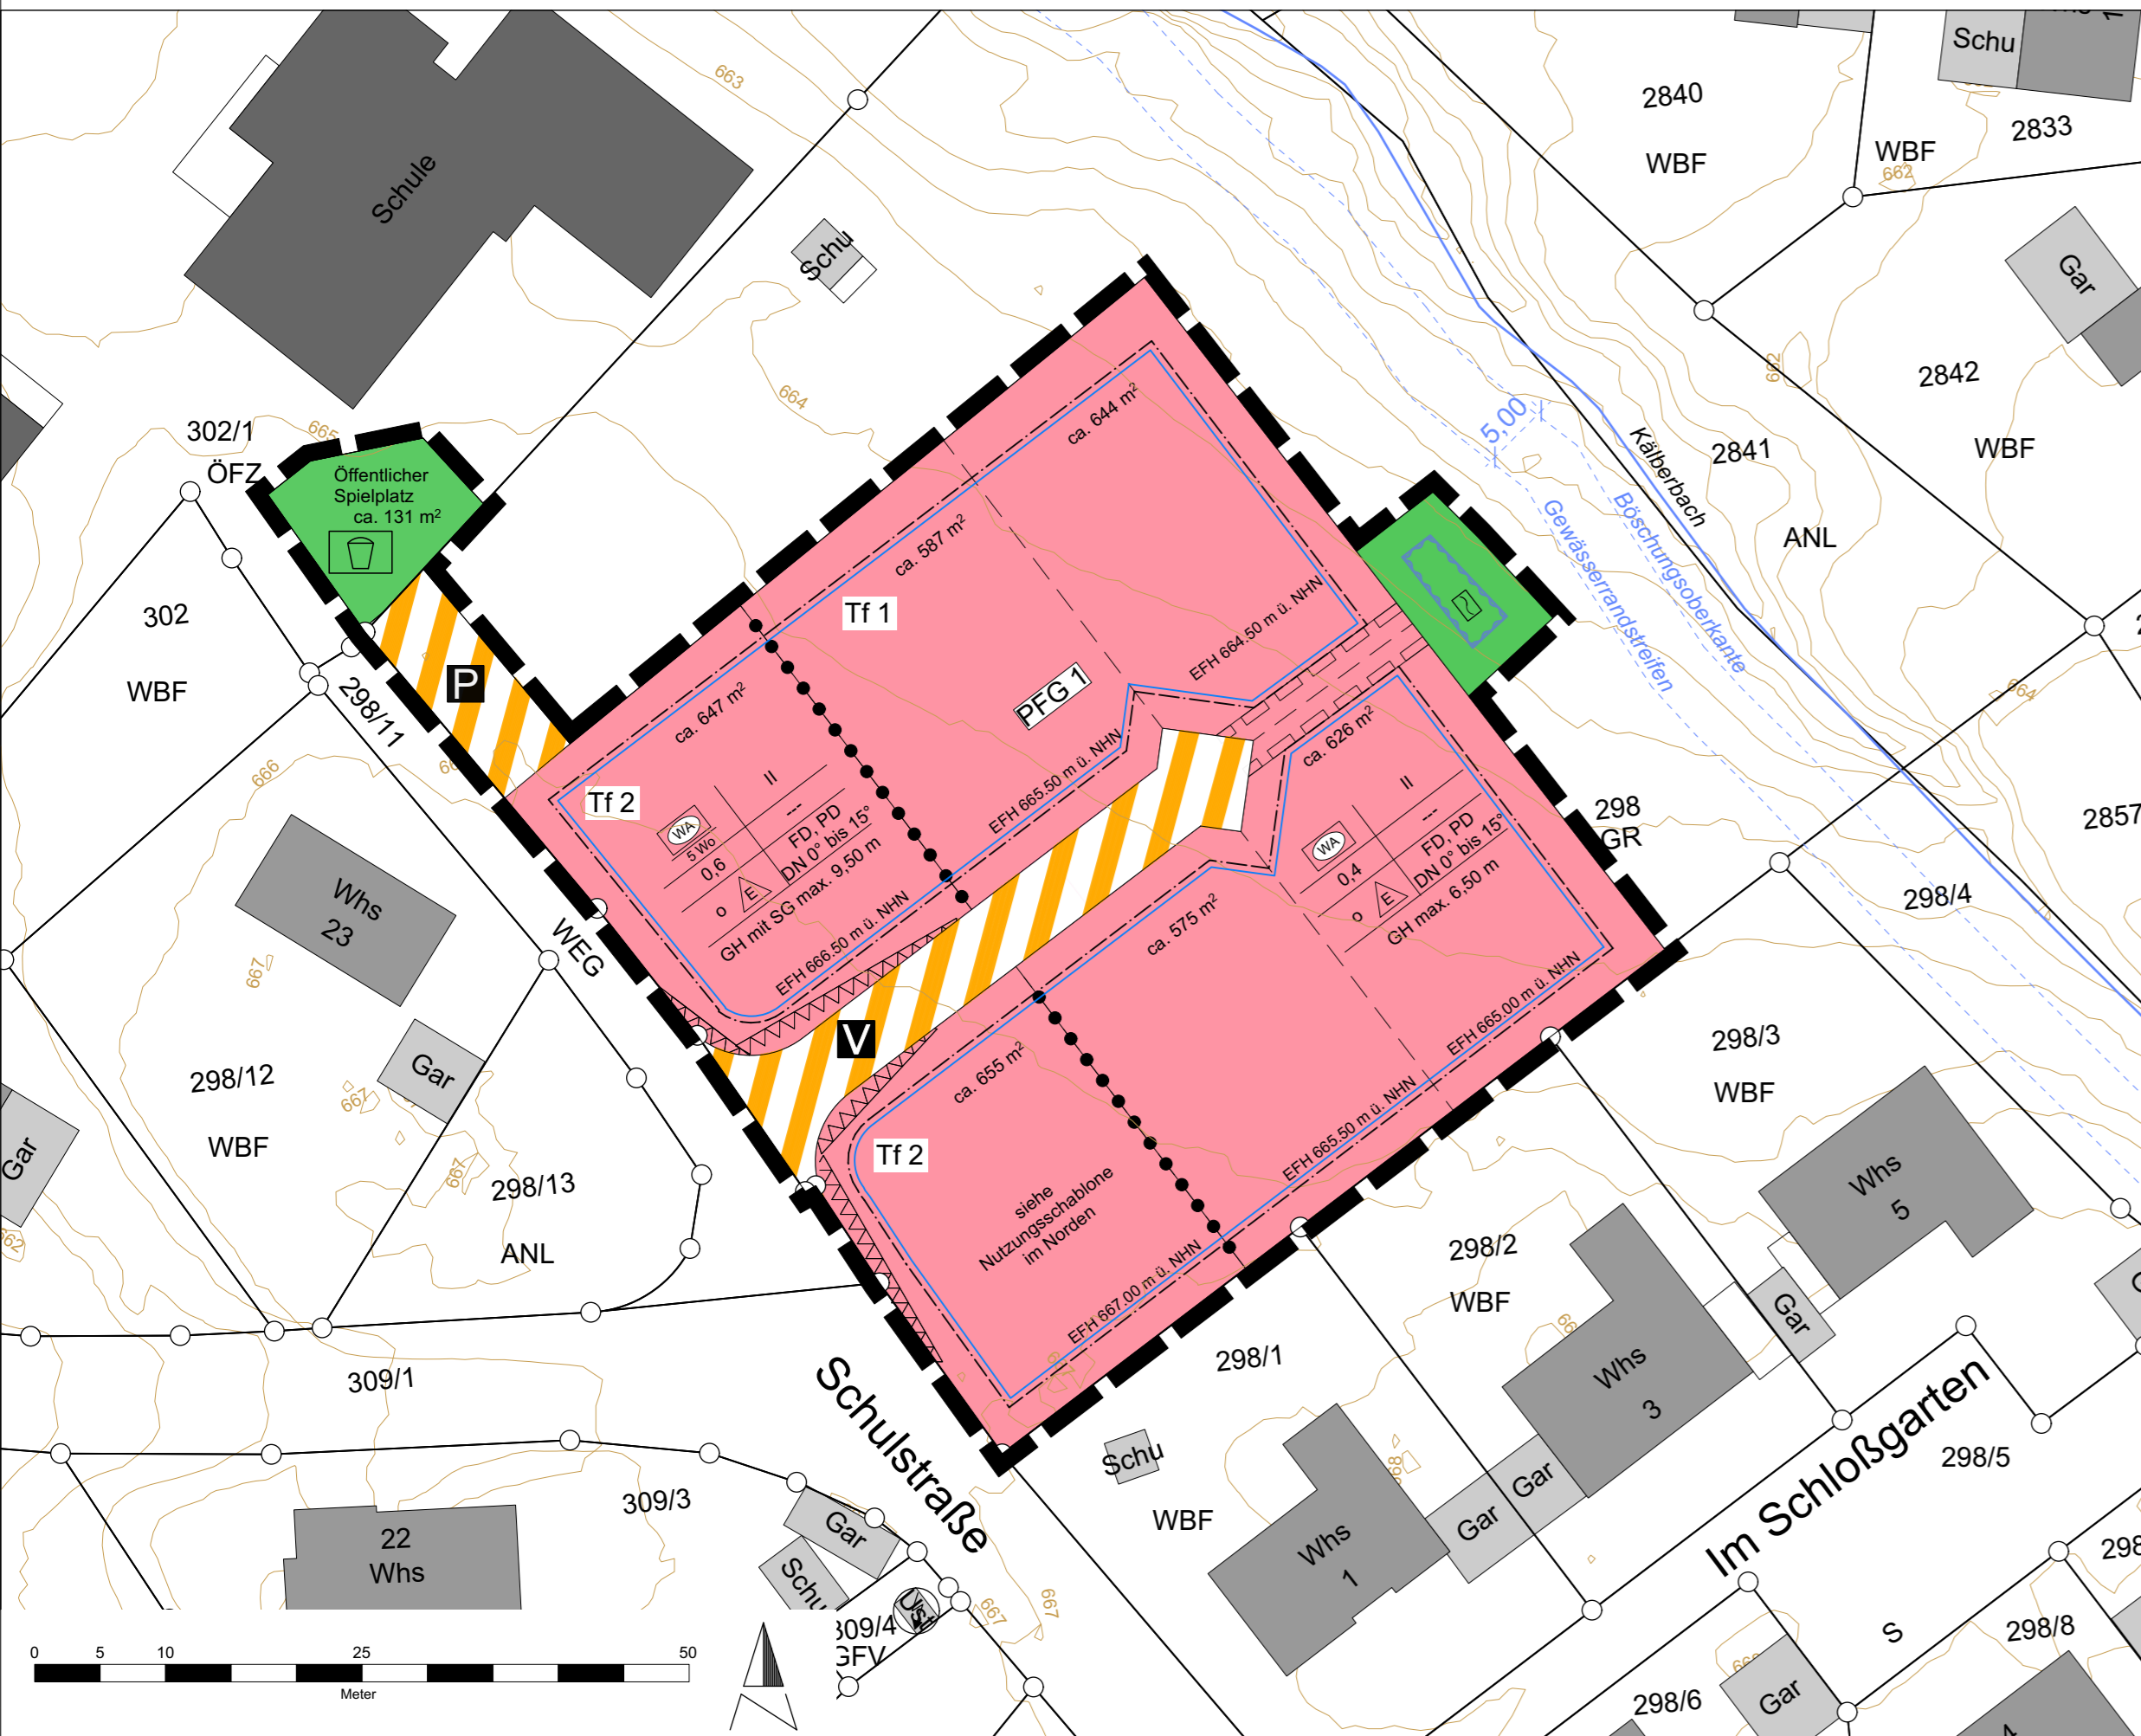 Schule
663
Schu
Schu
2840
WBF
WBF
662
2833
Gar
664
662
2842
WBF
302/1
ÖFZ
665
Öffentlicher
Spielplatz
ca. 131 m²
5,00
Kälberbach
2841
ANL
Gewässerrandstreifen
Böschungsoberkante
302
WBF
298/11
P
ca. 644 m²
ca. 587 m²
Tf 1
EFH 664.50 m ü. NHN
PFG 1
ca. 647 m²
EFH 665.50 m ü. NHN
ca. 626 m²
664
666
Tf 2
WA
5 Wo
II
---
0,6
FD, PD
DN 0° bis 15°
o
E
GH mit SG max. 9,50 m
EFH 666.50 m ü. NHN
WA
II
---
0,4
FD, PD
DN 0° bis 15°
o
E
GH max. 6,50 m
298
GR
2857
298/4
Whs
23
667
WEG
ca. 575 m²
EFH 665.00 m ü. NHN
V
298/3
WBF
298/12
WBF
Gar
667
Gar
667
298/13
ANL
ca. 655 m²
Tf 2
siehe
Nutzungsschablone
im Norden
EFH 665.50 m ü. NHN
EFH 667.00 m ü. NHN
Whs
5
298/2
WBF
Gar
309/1
298/1
Whs
3
Schulstraße
Schu
WBF
Gar
Gar
Whs
1
Im Schloßgarten
298/5
309/3
22
Whs
Gar
Schu
Ust
309/4
GFV
667
667
S
298/8
298/6
Gar
0 5 10 25 50
Meter